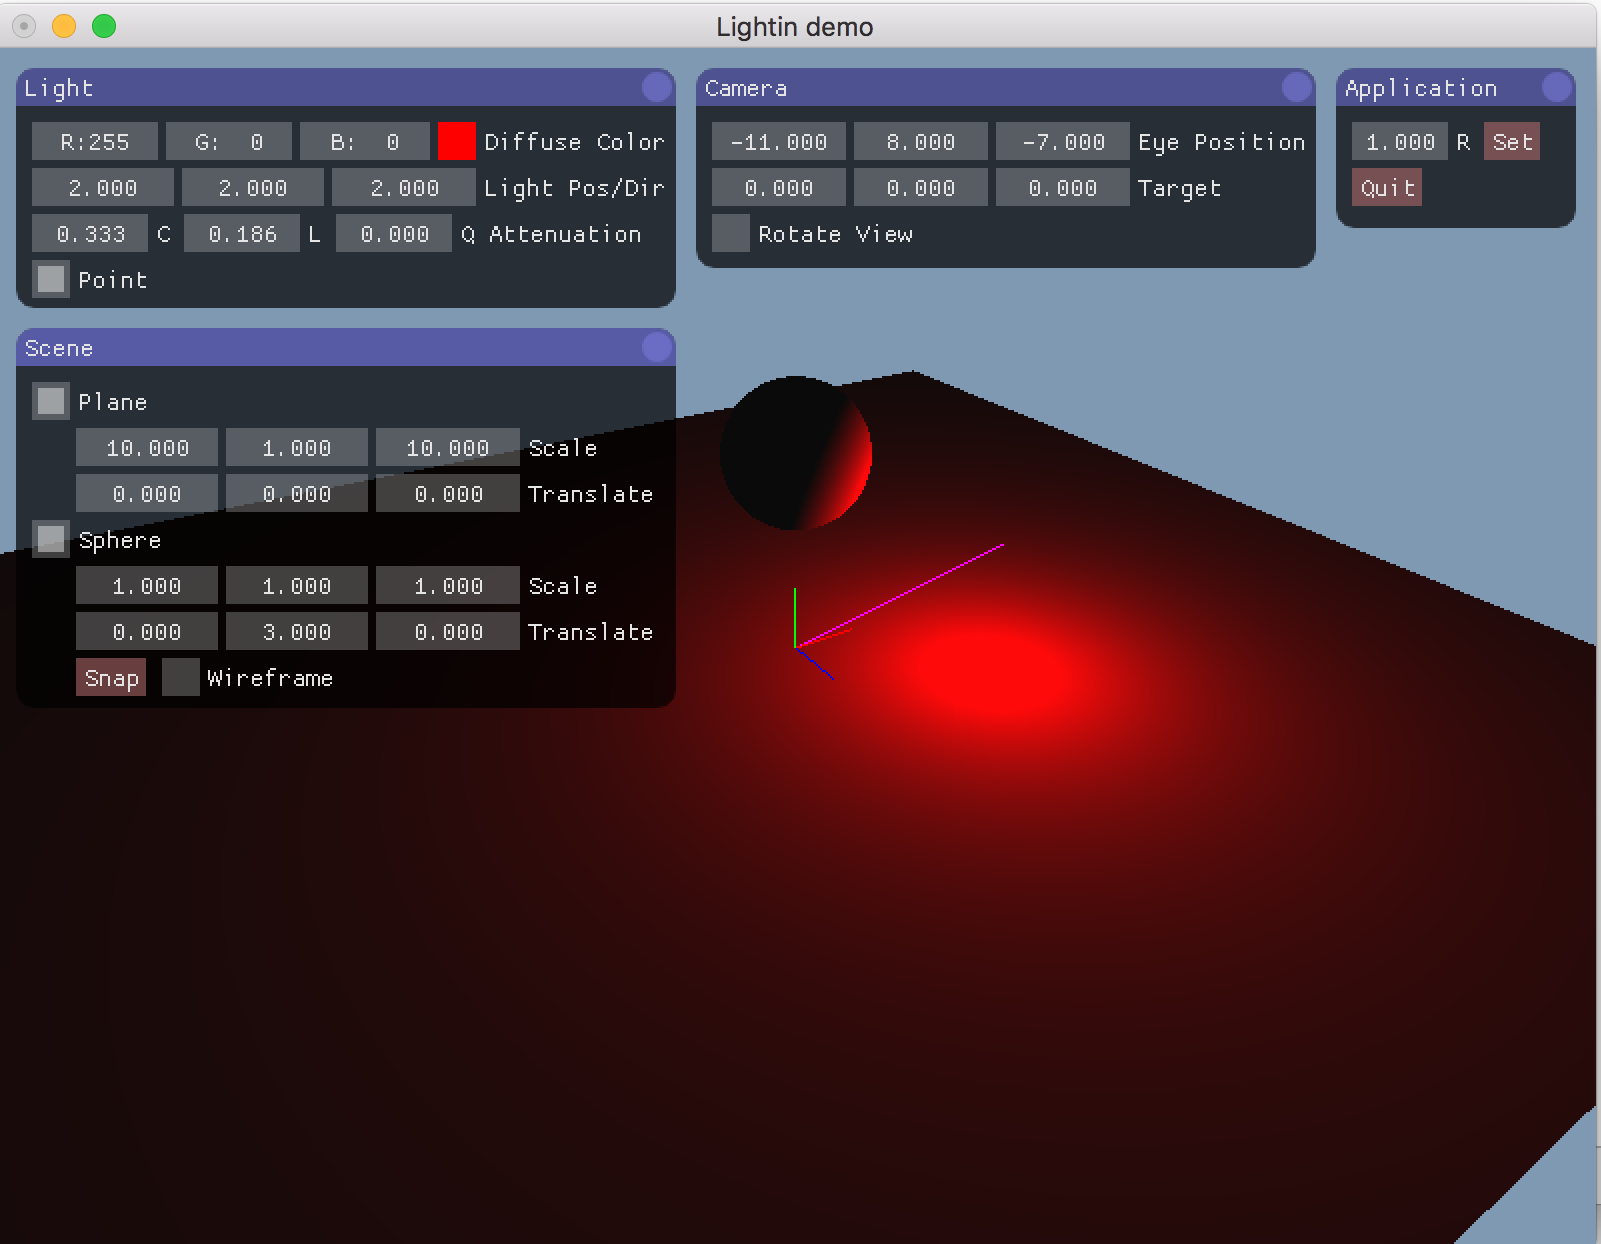 Lightin demo
Light
R:255 G: 0 B: 0 Diffuse Color
2.000 2.000 2.000 Light Pos/Dir
0.333 C 0.186 L 0.000 Q Attenuation
Point
Camera
-11.000 8.000 -7.000 Eye Position
0.000 0.000 0.000 Target
Rotate View
Application
1.000 R Set
Quit
Scene
Plane
10.000 1.000 10.000 Scale
0.000 0.000 0.000 Translate
Sphere
1.000 1.000 1.000 Scale
0.000 3.000 0.000 Translate
Snap Wireframe